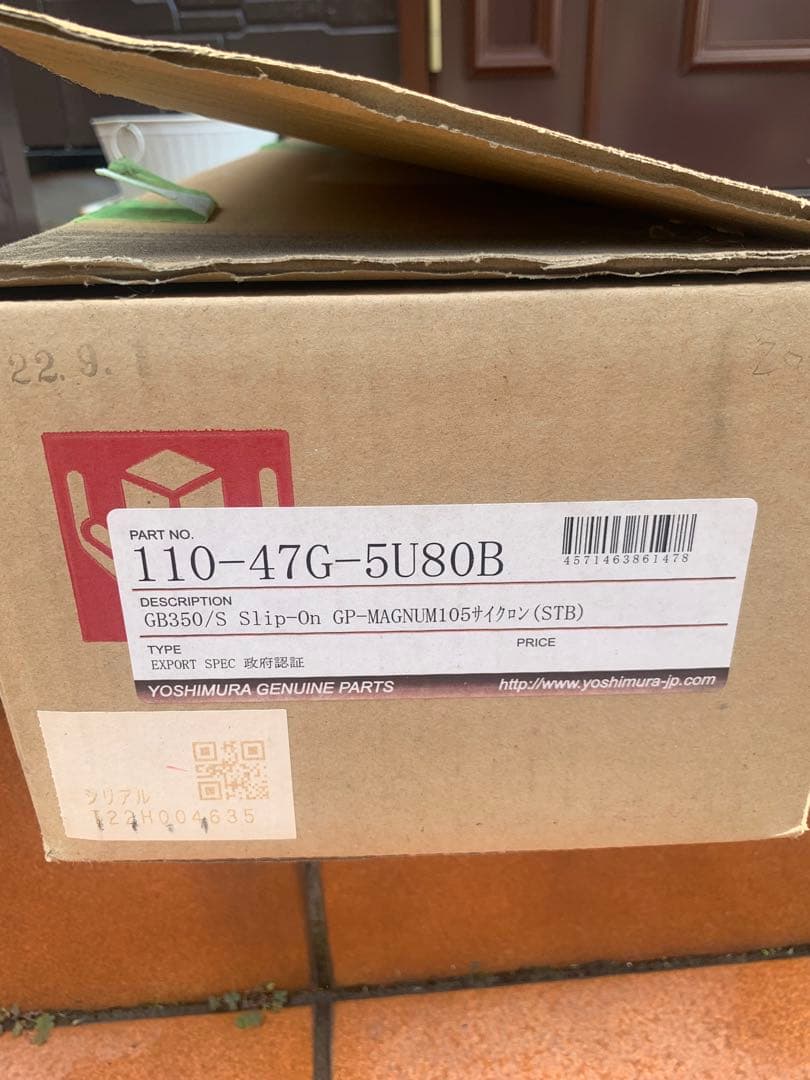 22.9.
PART NO.
110-47G-5U80B
4571463861478
DESCRIPTION
GB350/S Slip-On GP-MAGNUM105ｻｲｸﾛﾝ(STB)
TYPE
PRICE
EXPORT SPEC 政府認証
YOSHIMURA GENUINE PARTS
http://www.yoshimura-jp.com
シリアル
T22H004635